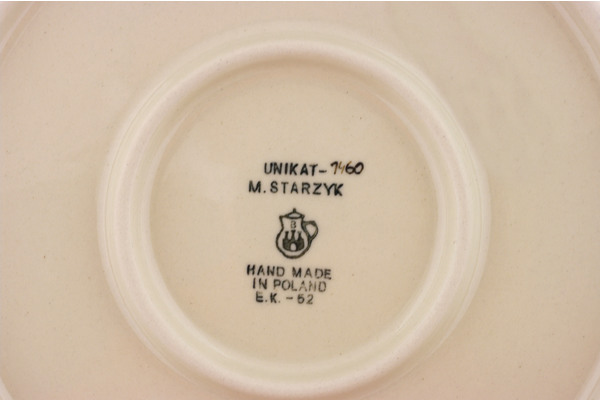 UNIKAT-1460
M. STARZYK
B
HAND MADE
IN POLAND
E.K. - 52